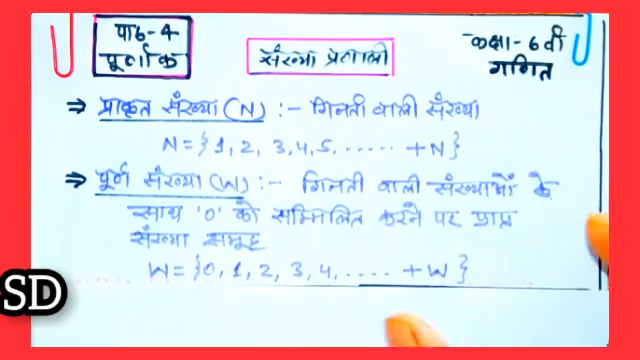 पाठ-4
पूर्णांक
संख्या प्रणाली
कक्षा-6वी
गणित
⇒ प्राकृत संख्या (N) :- गिनती वाली संख्या
N={1, 2, 3, 4, 5, ...... +N}
⇒ पूर्ण संख्या (W) :- गिनती वाली संख्याओं के
साथ '0' को सम्मिलित करने पर प्राप्त
संख्या समूह
W={0, 1, 2, 3, 4, ..... +W}
SD